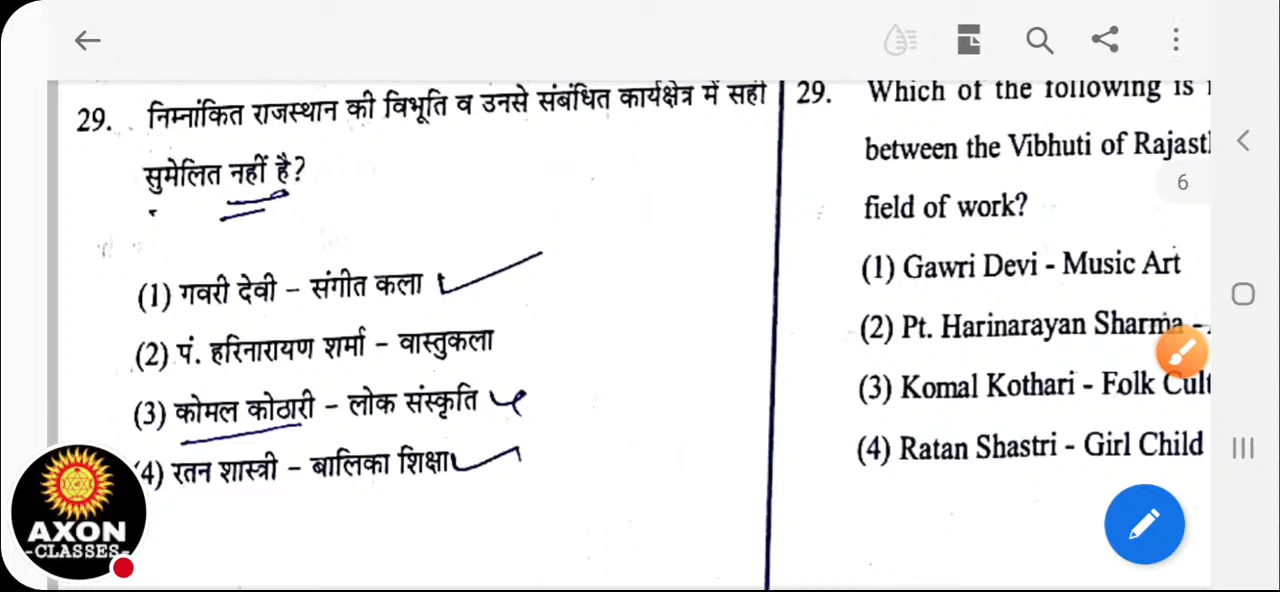 6
29. निम्नांकित राजस्थान की विभूति व उनसे संबंधित कार्यक्षेत्र में सही
सुमेलित नहीं है?
(1) गवरी देवी – संगीत कला
(2) पं. हरिनारायण शर्मा – वास्तुकला
(3) कोमल कोठारी – लोक संस्कृति
4) रतन शास्त्री – बालिका शिक्षा
29. Which of the following is
between the Vibhuti of
field of work?
(1) Gawri Devi - Music Art
(2) Pt. Harinarayan Sharma -
(3) Komal Kothari - Folk
(4) Ratan Shastri - Girl Child
AXON
-CLASSES-